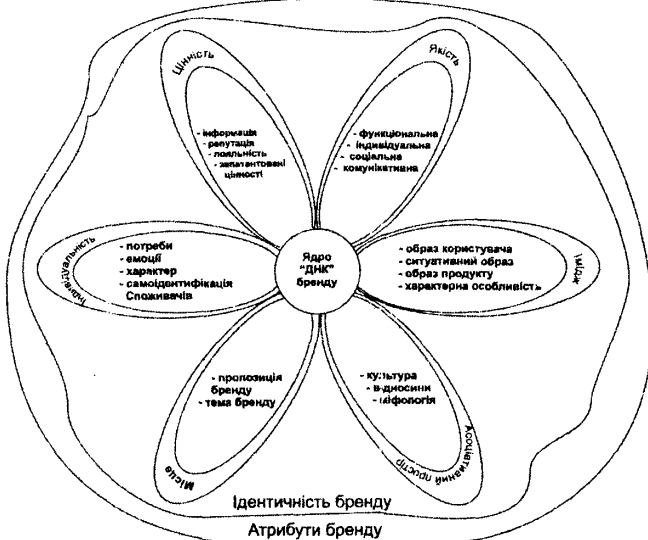 Цінність
- інформація
- репутація
- лояльність
- запатентовані
цінності
Якість
- функціональна
- індивідуальна
- соціальна
- комунікативна
Індивідуальність
- потреби
- емоції
- характер
- самоідентифікація
Споживачів
Ядро
"ДНК"
бренду
- образ користувача
- ситуативний образ
- образ продукту
- характерна особливість
Імідж
- пропозиція
бренду
- тема бренду
Місце
- культура
- відносини
- міфологія
Асоціативний простір
Ідентичність бренду
Атрибути бренду